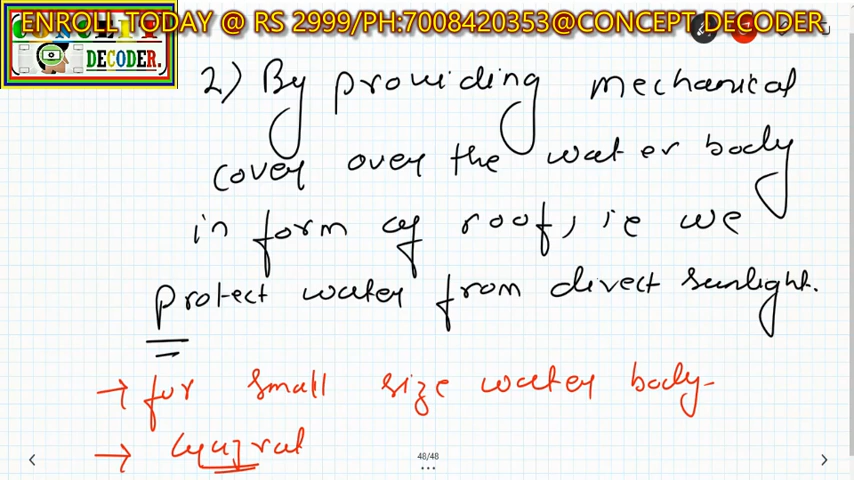 ENROLL TODAY @ RS 2999/PH:7008420353@CONCEPT DECODER
DECODER.
2) By providing mechanical
cover over the water body
in form of roof, ie we
protect water from direct sunlight.
→ for small size water body-
→ Gujrat
48/48